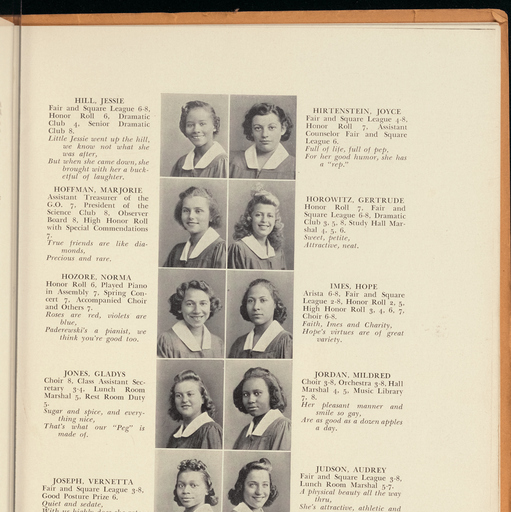 HILL, JESSIE
Fair and Square League 6-8,
Honor Roll 6, Dramatic
Club 4, Senior Dramatic
Club 8.
Little Jessie went up the hill,
we know not what she
was after,
But when she came down, she
brought with her a buck-
etful of laughter.
HOFFMAN, MARJORIE
Assistant Treasurer of the
G.O. 7, President of the
Science Club 8, Observer
Board 8, High Honor Roll
with Special Commendations
7.
True friends are like dia-
monds,
Precious and rare.
HOZORE, NORMA
Honor Roll 6, Played Piano
in Assembly 7, Spring Con-
cert 7, Accompanied Choir
and Others 7.
Roses are red, violets are
blue,
Paderewski's a pianist, we
think you're good too.
JONES, GLADYS
Choir 8, Class Assistant Sec-
retary 3-4, Lunch Room
Marshal 5, Rest Room Duty
5.
Sugar and spice, and every-
thing nice,
That's what our "Peg" is
made of.
JOSEPH, VERNETTA
Fair and Square League 3-8,
Good Posture Prize 6.
Quiet and sedate,
HIRTENSTEIN, JOYCE
Fair and Square League 4-8,
Honor Roll 7, Assistant
Counselor Fair and Square
League 6.
Full of life, full of pep,
For her good humor, she has
a "rep."
HOROWITZ, GERTRUDE
Honor Roll 7, Fair and
Square League 6-8, Dramatic
Club 3, 5, 8, Study Hall Mar-
shal 4, 5, 6.
Sweet, petite,
Attractive, neat.
IMES, HOPE
Arista 6-8, Fair and Square
League 2-8, Honor Roll 2, 5,
High Honor Roll 3, 4, 6, 7,
Choir 6-8.
Faith, Imes and Charity,
Hope's virtues are of great
variety.
JORDAN, MILDRED
Choir 3-8, Orchestra 3-8, Hall
Marshal 4, 5, Music Library
7, 8.
Her pleasant manner and
smile so gay,
Are as good as a dozen apples
a day.
JUDSON, AUDREY
Fair and Square League 3-8,
Lunch Room Marshal 5-7.
A physical beauty all the way
thru,
She's attractive, athletic and